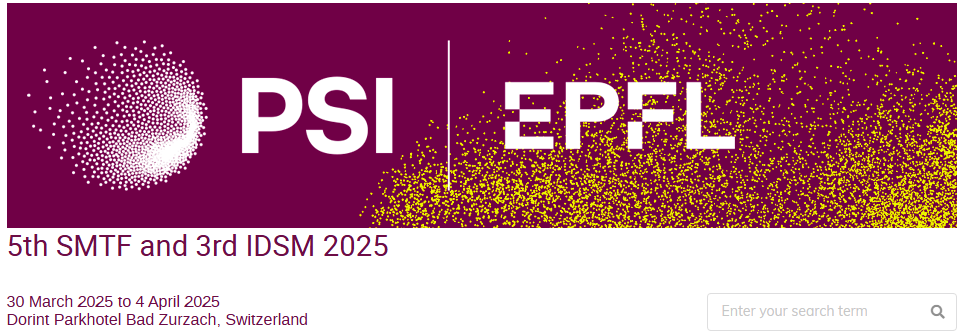 PSI EPFL
5th SMTF and 3rd IDSM 2025
30 March 2025 to 4 April 2025
Dorint Parkhotel Bad Zurzach, Switzerland
Enter your search term